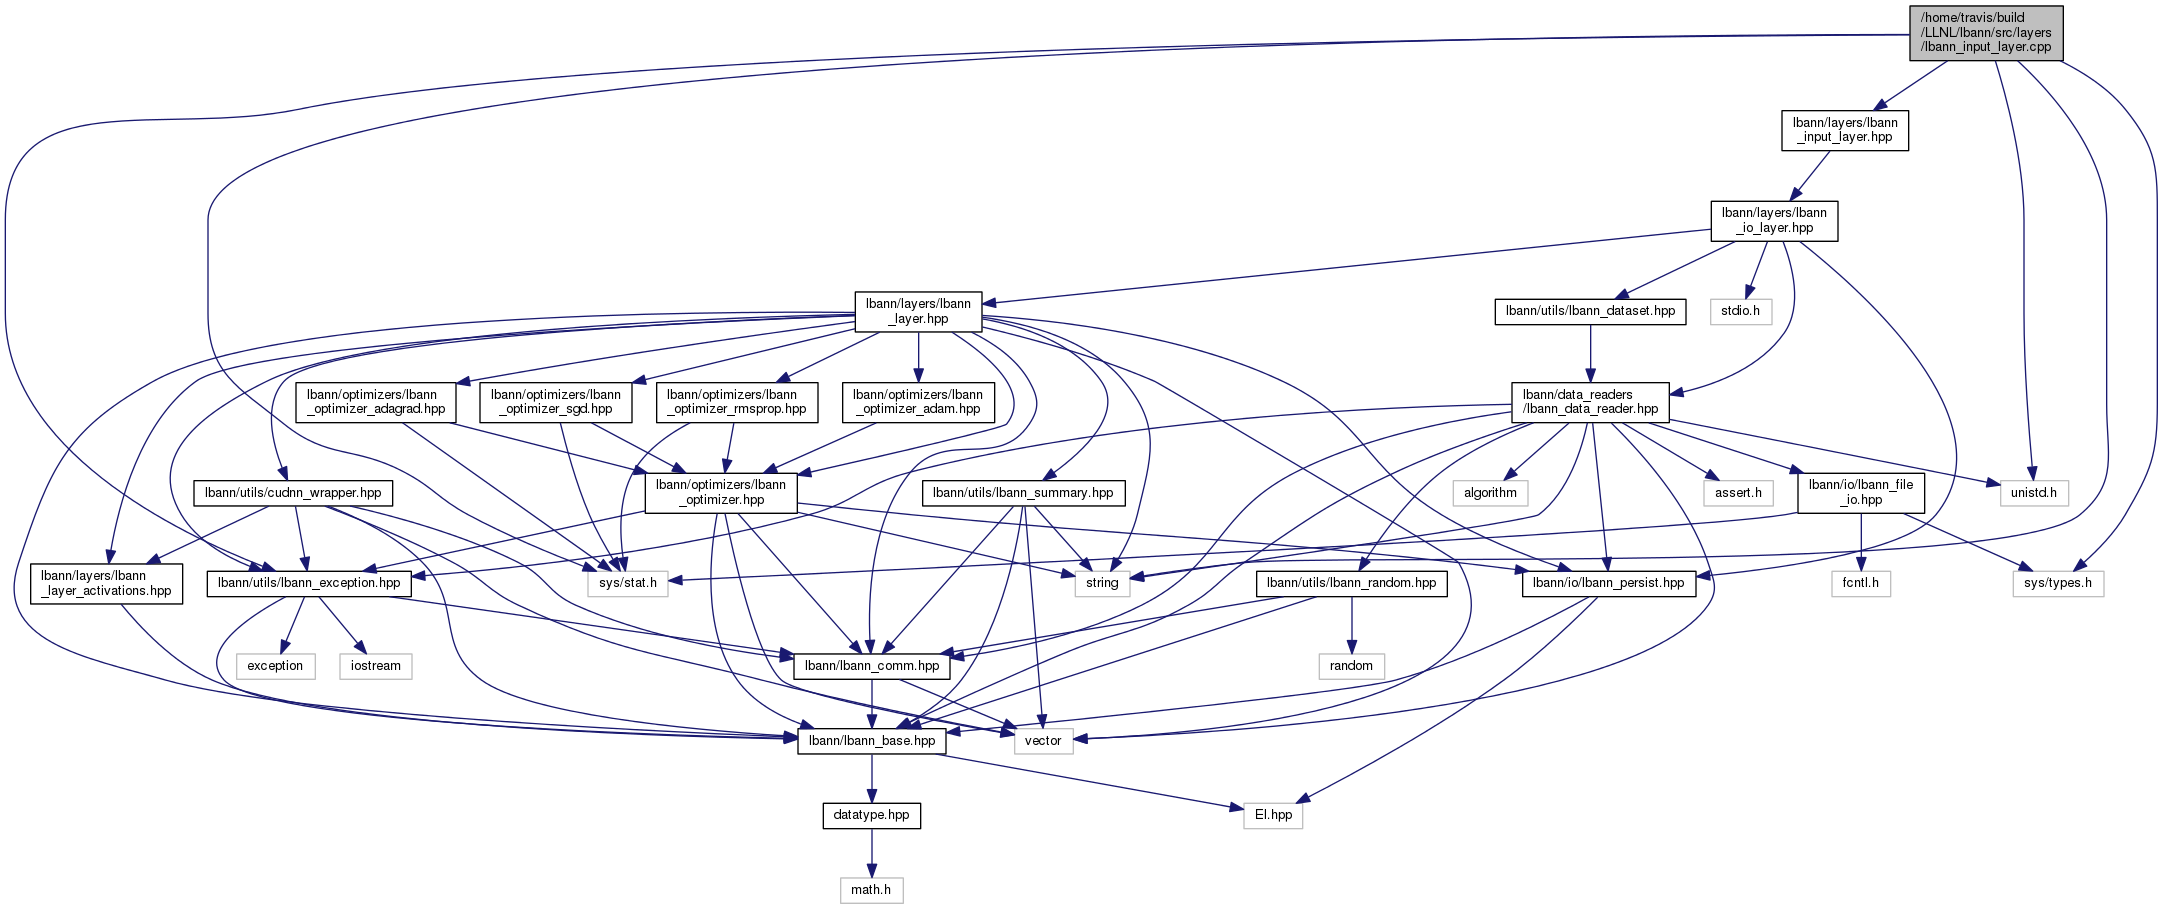 /home/travis/build
/LLNL/lbann/src/layers
/lbann_input_layer.cpp
lbann/layers/lbann
_input_layer.hpp
lbann/layers/lbann
_io_layer.hpp
lbann/layers/lbann
_layer.hpp
lbann/utils/lbann_dataset.hpp
stdio.h
lbann/optimizers/lbann
_optimizer_adagrad.hpp
lbann/optimizers/lbann
_optimizer_sgd.hpp
lbann/optimizers/lbann
_optimizer_rmsprop.hpp
lbann/optimizers/lbann
_optimizer_adam.hpp
lbann/data_readers
/lbann_data_reader.hpp
lbann/utils/cudnn_wrapper.hpp
lbann/optimizers/lbann
_optimizer.hpp
lbann/utils/lbann_summary.hpp
algorithm
assert.h
lbann/io/lbann_file
_io.hpp
unistd.h
lbann/layers/lbann
_layer_activations.hpp
lbann/utils/lbann_exception.hpp
sys/stat.h
string
lbann/utils/lbann_random.hpp
lbann/io/lbann_persist.hpp
fcntl.h
sys/types.h
exception
iostream
lbann/lbann_comm.hpp
random
lbann/lbann_base.hpp
vector
datatype.hpp
El.hpp
math.h